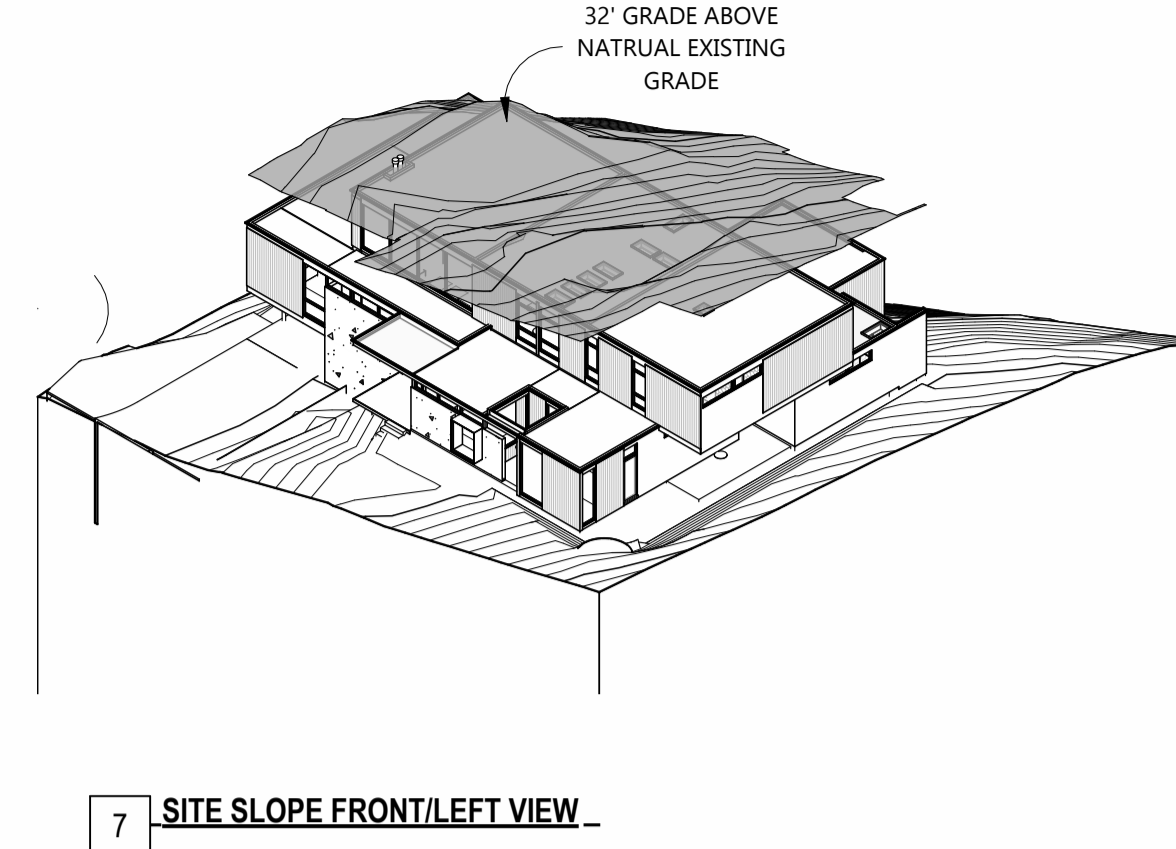 32' GRADE ABOVE
NATRUAL EXISTING
GRADE
7
SITE SLOPE FRONT/LEFT VIEW